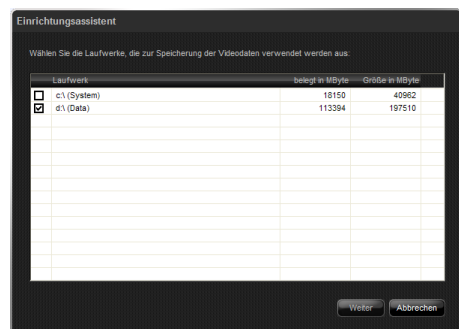 Einrichtungsassistent
Wählen Sie die Laufwerke, die zur Speicherung der Videodaten verwendet werden aus:
Laufwerk belegt in MByte Größe in MByte
c:\ (System) 18150 40962
d:\ (Data) 113394 197510
Weiter Abbrechen